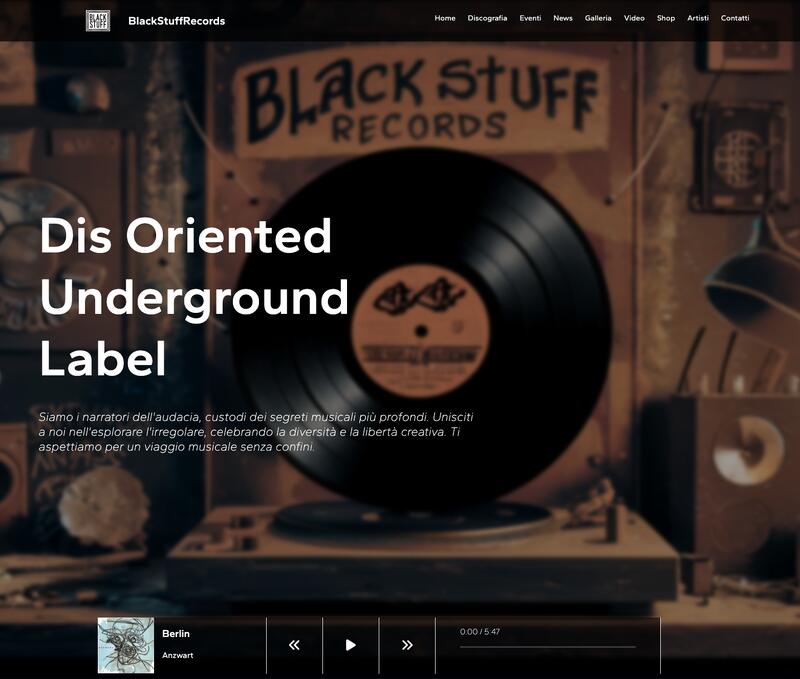 BLACK
STUFF
BlackStuffRecords
Home Discografia Eventi News Galleria Video Shop Artisti Contatti
BLACK STUFF
RECORDS
Dis Oriented
Underground
Label
Siamo i narratori dell'audacia, custodi dei segreti musicali più profondi. Unisciti
a noi nell'esplorare l'irregolare, celebrando la diversità e la libertà creativa. Ti
aspettiamo per un viaggio musicale senza confini.
Berlin
Anzwart
0:00 / 5:47